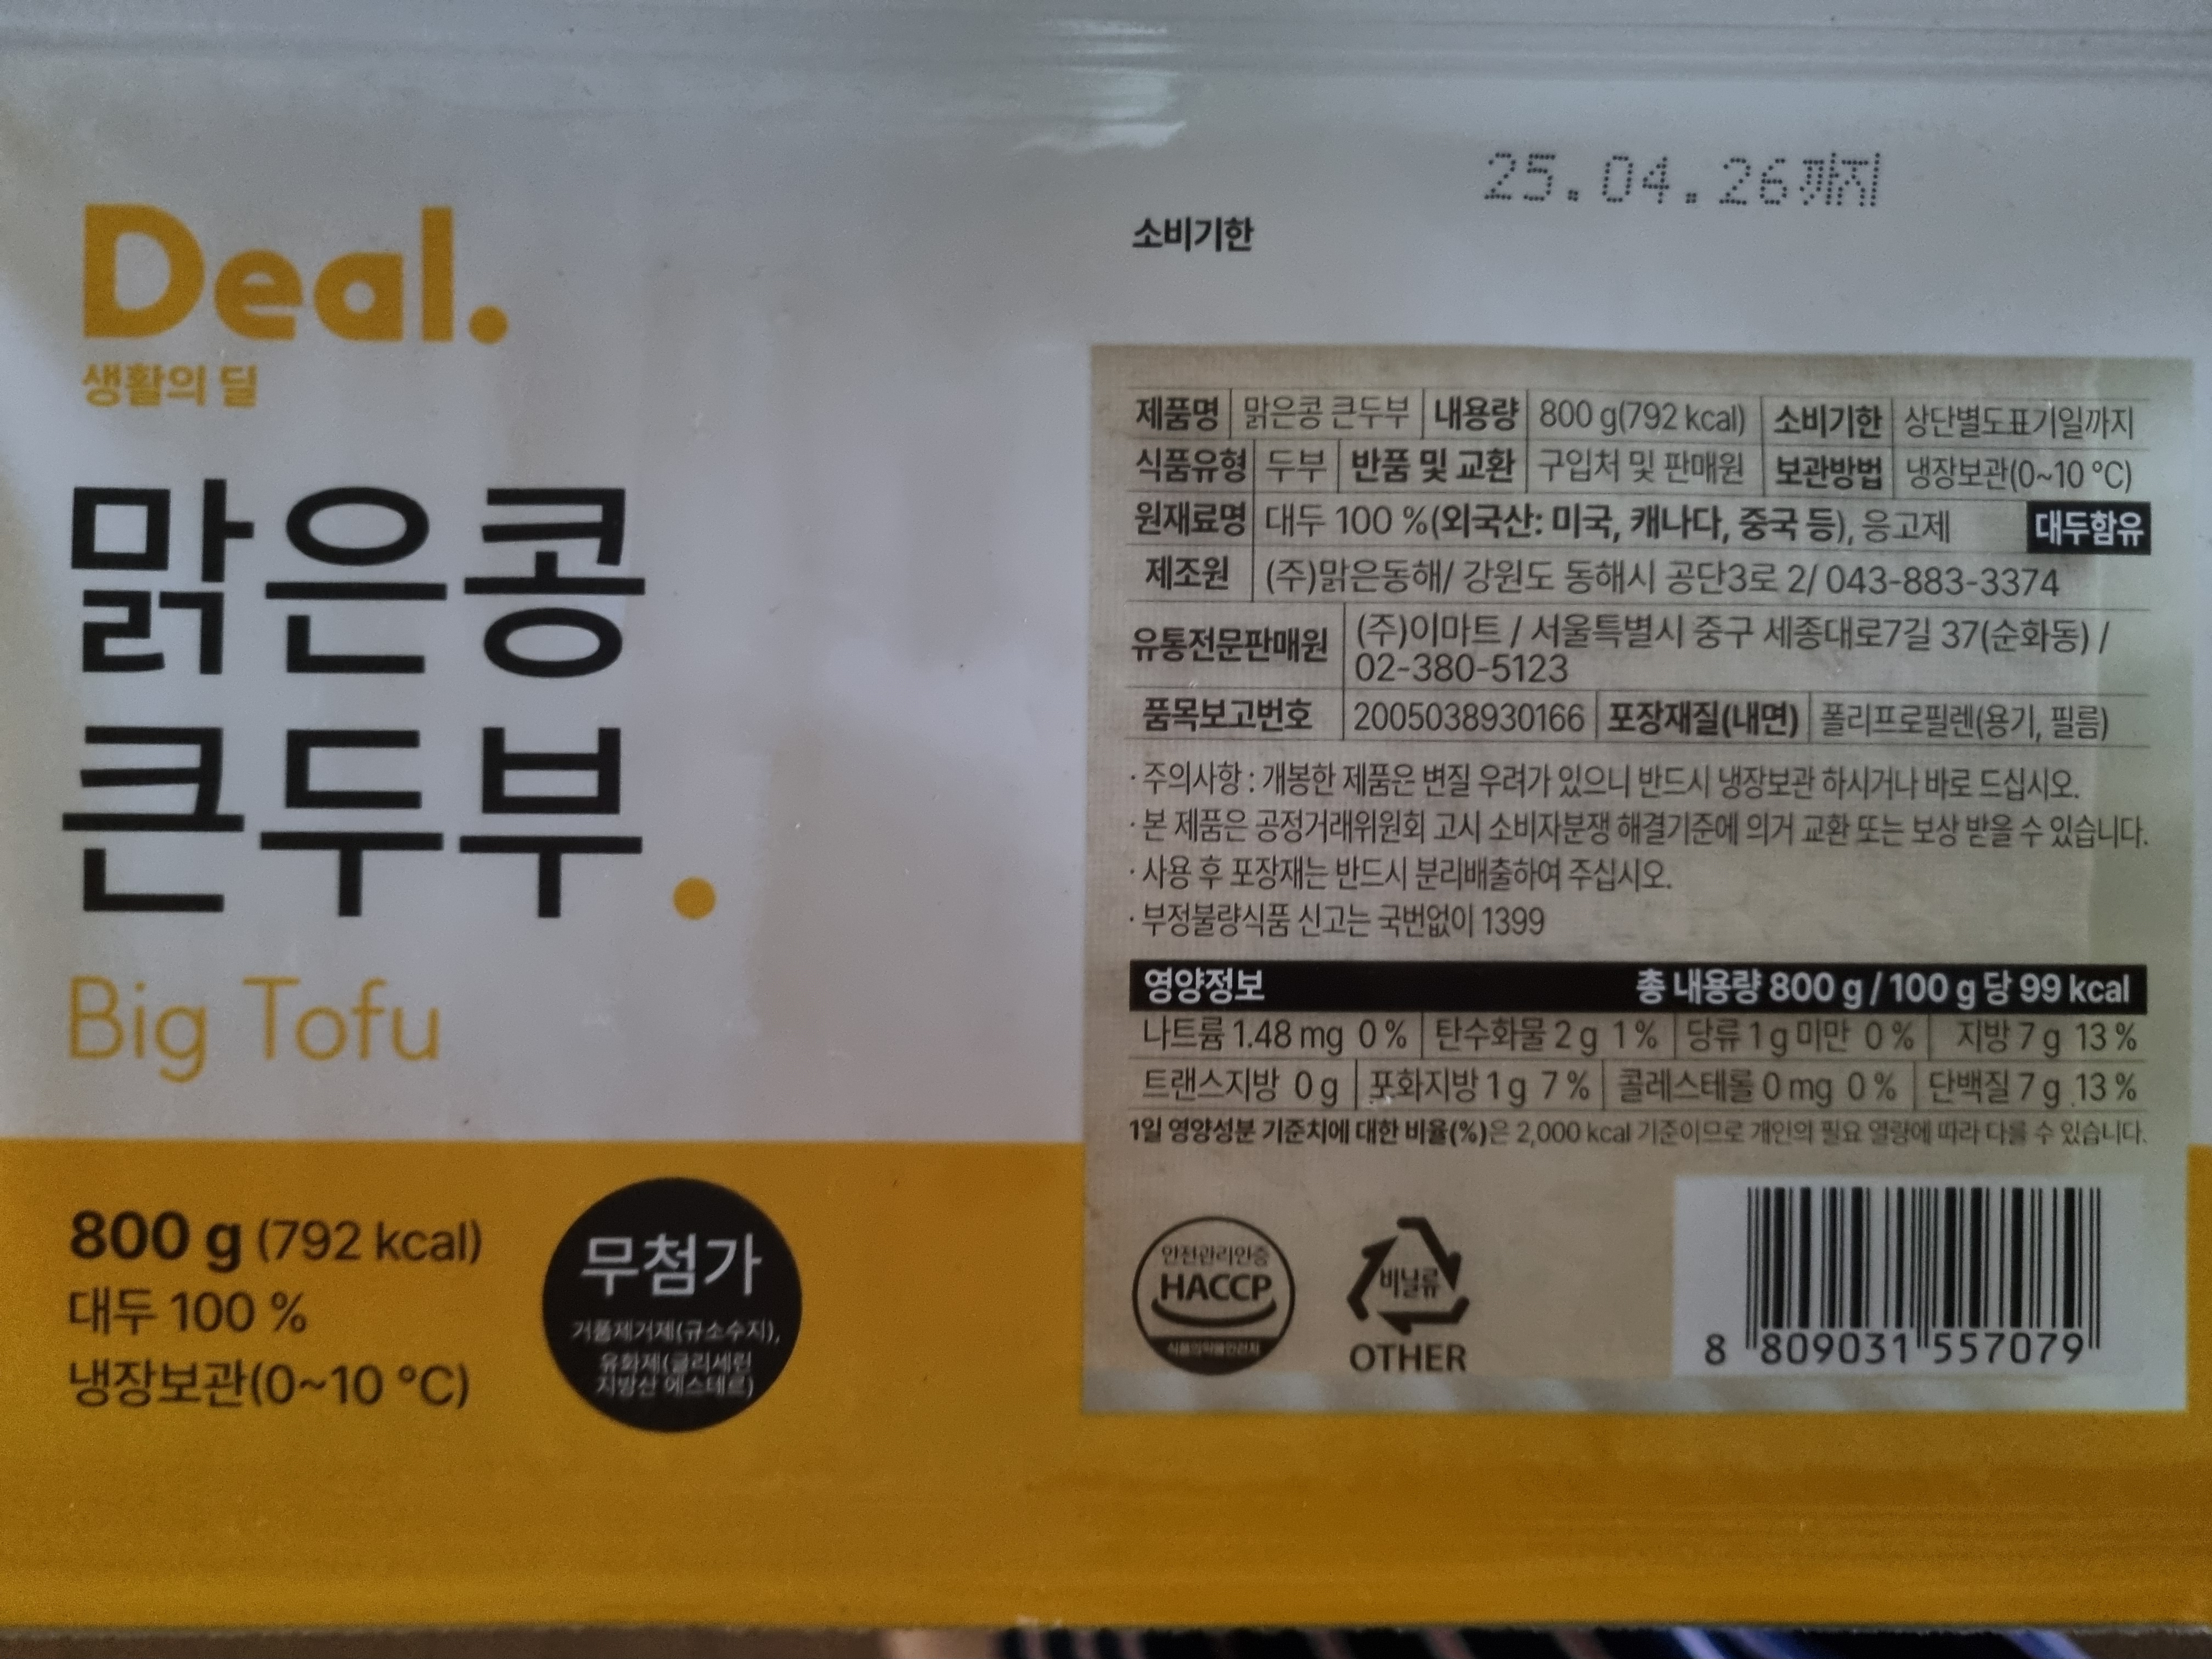 Deal.
생활의 딜
맑은콩
큰두부.
Big Tofu
800 g (792 kcal)
대두 100 %
냉장보관(0~10 °C)
무첨가
거품제거제(규소수지),
유화제(글리세린
지방산 에스테르)
25.04.26까지
소비기한
제품명 맑은콩 큰두부 내용량 800 g(792 kcal) 소비기한 상단별도표기일까지
식품유형 두부 반품 및 교환 구입처 및 판매원 보관방법 냉장보관(0~10 °C)
원재료명 대두 100 %(외국산: 미국, 캐나다, 중국 등), 응고제 대두함유
제조원 (주)맑은동해/ 강원도 동해시 공단3로 2/ 043-883-3374
유통전문판매원 (주)이마트 / 서울특별시 중구 세종대로7길 37(순화동) /
02-380-5123
품목보고번호 2005038930166 포장재질(내면) 폴리프로필렌(용기, 필름)
· 주의사항 : 개봉한 제품은 변질 우려가 있으니 반드시 냉장보관 하시거나 바로 드십시오.
· 본 제품은 공정거래위원회 고시 소비자분쟁 해결기준에 의거 교환 또는 보상 받을 수 있습니다.
· 사용 후 포장재는 반드시 분리배출하여 주십시오.
· 부정불량식품 신고는 국번없이 1399
영양정보 총 내용량 800 g / 100 g 당 99 kcal
나트륨 1.48 mg 0 % 탄수화물 2 g 1 % 당류 1 g 미만 0 % 지방 7 g 13 %
트랜스지방 0 g 포화지방 1 g 7 % 콜레스테롤 0 mg 0 % 단백질 7 g 13 %
1일 영양성분 기준치에 대한 비율(%)은 2,000 kcal 기준이므로 개인의 필요 열량에 따라 다를 수 있습니다.
안전관리인증
HACCP
식품의약품안전처
비닐류
OTHER
8 809031 557079